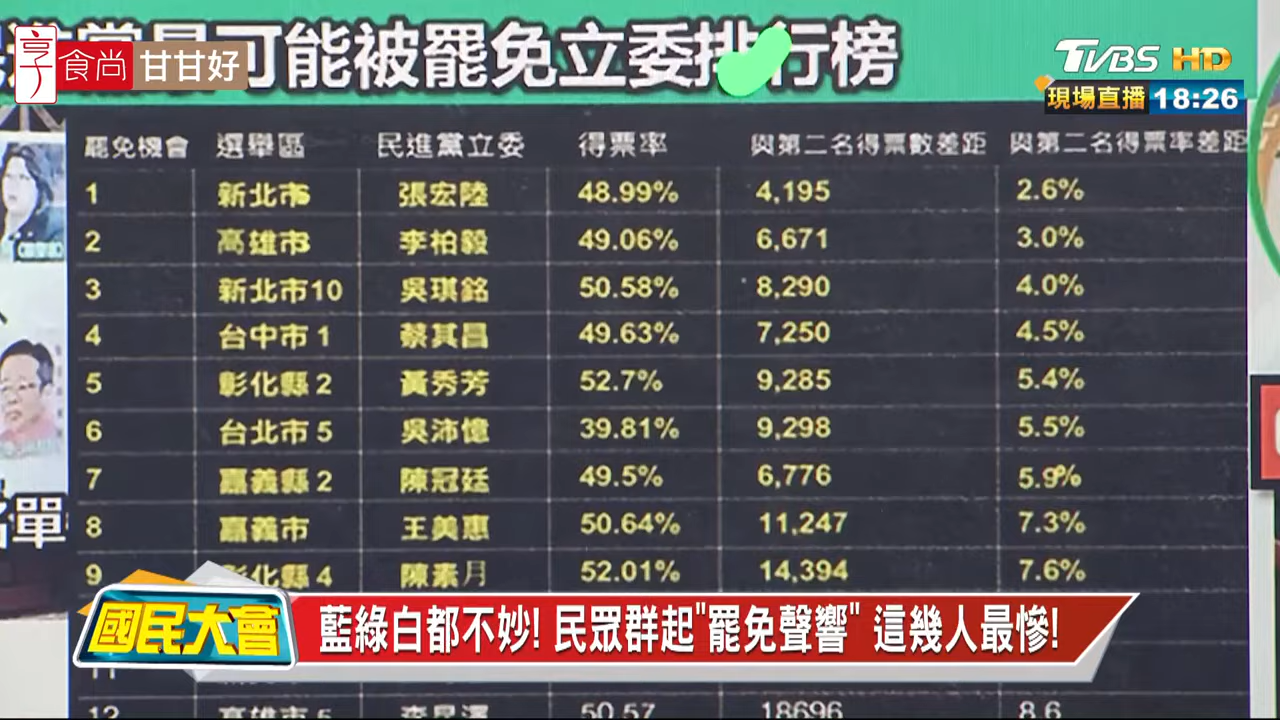 享
食尚 甘甘好
可能被罷免立委排行榜
TVBS HD
現場直播 18:26
罷免機會 選舉區 民進黨立委 得票率 與第二名得票數差距 與第二名得票率差距
1 新北市6 張宏陸 48.99% 4,195 2.6%
2 高雄市3 李柏毅 49.06% 6,671 3.0%
3 新北市10 吳琪銘 50.58% 8,290 4.0%
4 台中市1 蔡其昌 49.63% 7,250 4.5%
5 彰化縣2 黃秀芳 52.7% 9,285 5.4%
6 台北市5 吳沛憶 39.81% 9,298 5.5%
7 嘉義縣2 陳冠廷 49.5% 6,776 5.9%
8 嘉義市 王美惠 50.64% 11,247 7.3%
9 彰化縣4 陳素月 52.01% 14,394 7.6%
單
國民大會
藍綠白都不妙! 民眾群起"罷免聲響" 這幾人最慘!
11
12 高雄市5 李昆澤 50.57 18696 8.6